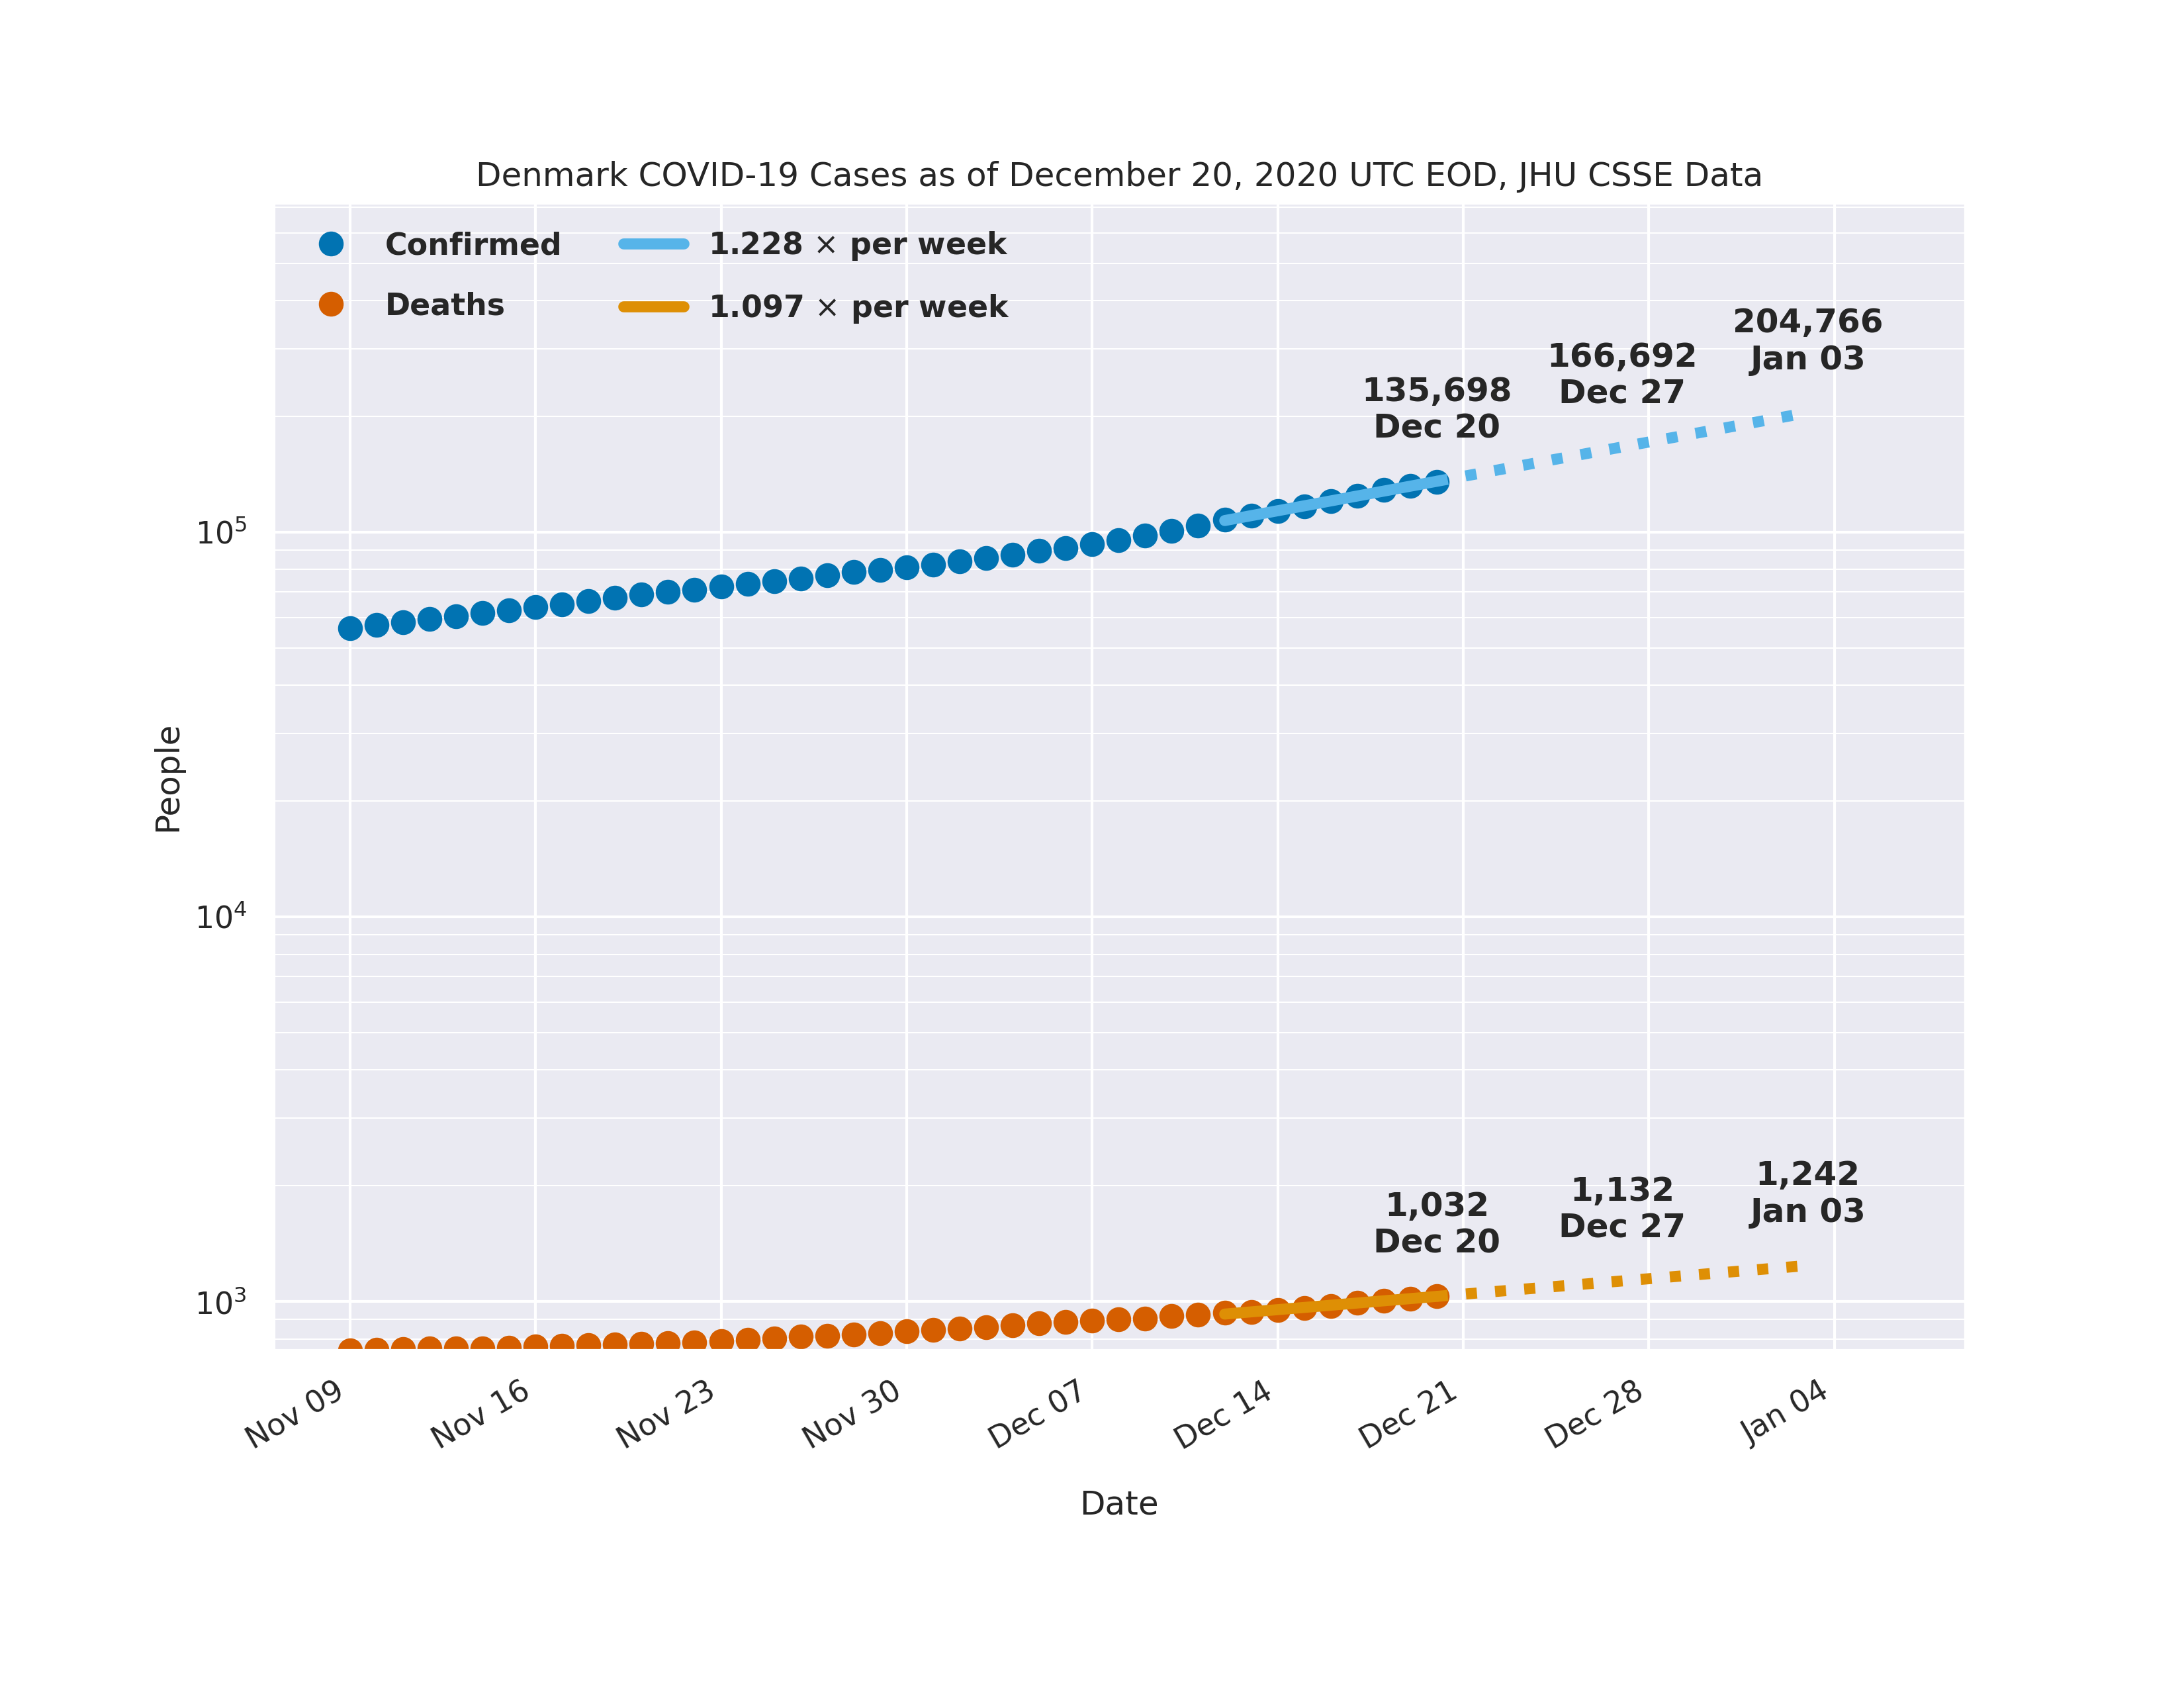 Denmark COVID-19 Cases as of December 20, 2020 UTC EOD, JHU CSSE Data
Confirmed
Deaths
1.228 × per week
1.097 × per week
204,766
Jan 03
166,692
Dec 27
135,698
Dec 20
10⁵
10⁴
10³
People
1,242
Jan 03
1,132
Dec 27
1,032
Dec 20
Nov 09
Nov 16
Nov 23
Nov 30
Dec 07
Dec 14
Dec 21
Dec 28
Jan 04
Date